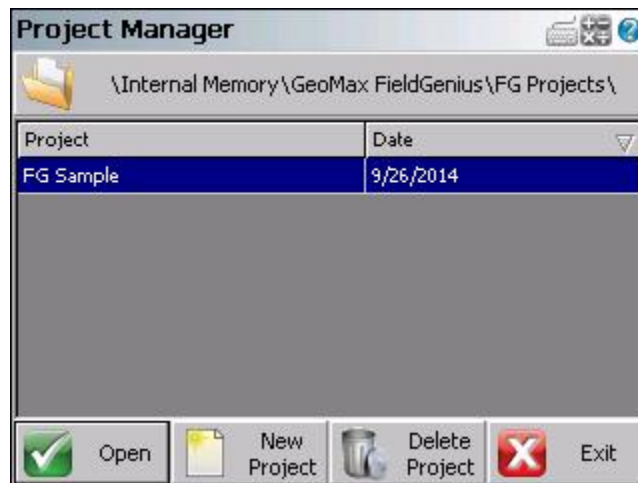 Project Manager
\Internal Memory\GeoMax FieldGenius\FG Projects\
Project Date
FG Sample 9/26/2014
Open
New
Project
Delete
Project
Exit